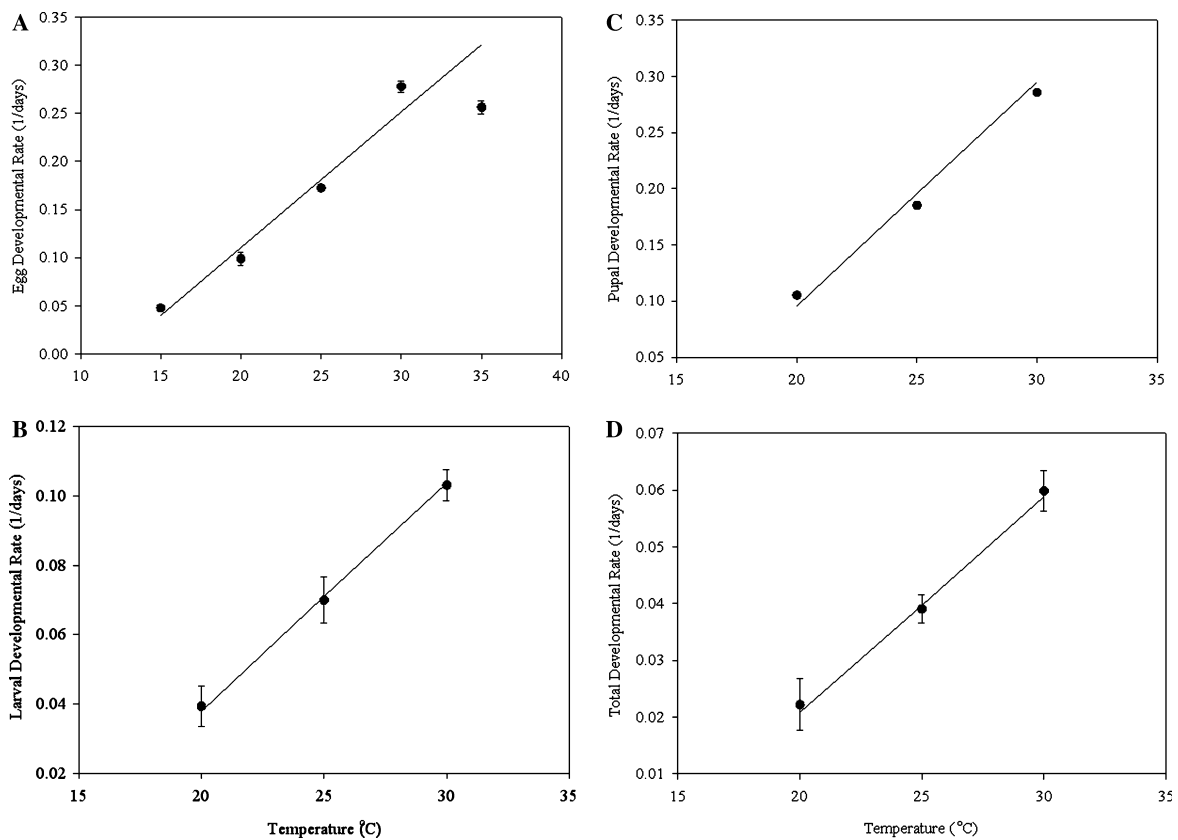 A
Egg Developmental Rate (1/days)
0.35
0.30
0.25
0.20
0.15
0.10
0.05
0.00
10 15 20 25 30 35 40
B
Larval Developmental Rate (1/days)
0.12
0.10
0.08
0.06
0.04
0.02
15 20 25 30 35
Temperature (°C)
C
Pupal Developmental Rate (1/days)
0.35
0.30
0.25
0.20
0.15
0.10
0.05
15 20 25 30 35
D
Total Developmental Rate (1/days)
0.07
0.06
0.05
0.04
0.03
0.02
0.01
15 20 25 30 35
Temperature (°C)